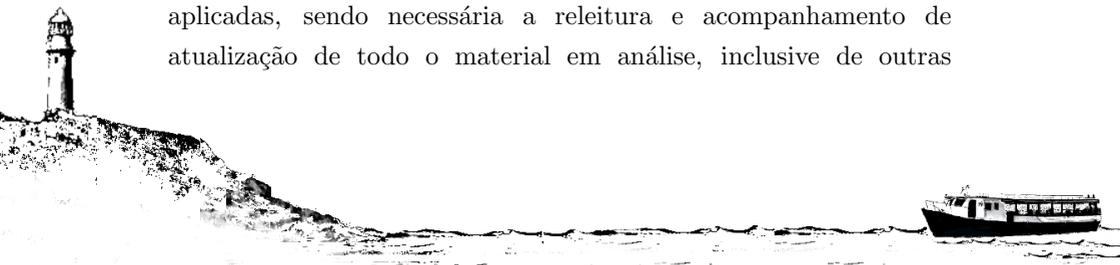 aplicadas, sendo necessária a releitura e acompanhamento de
atualização de todo o material em análise, inclusive de outras